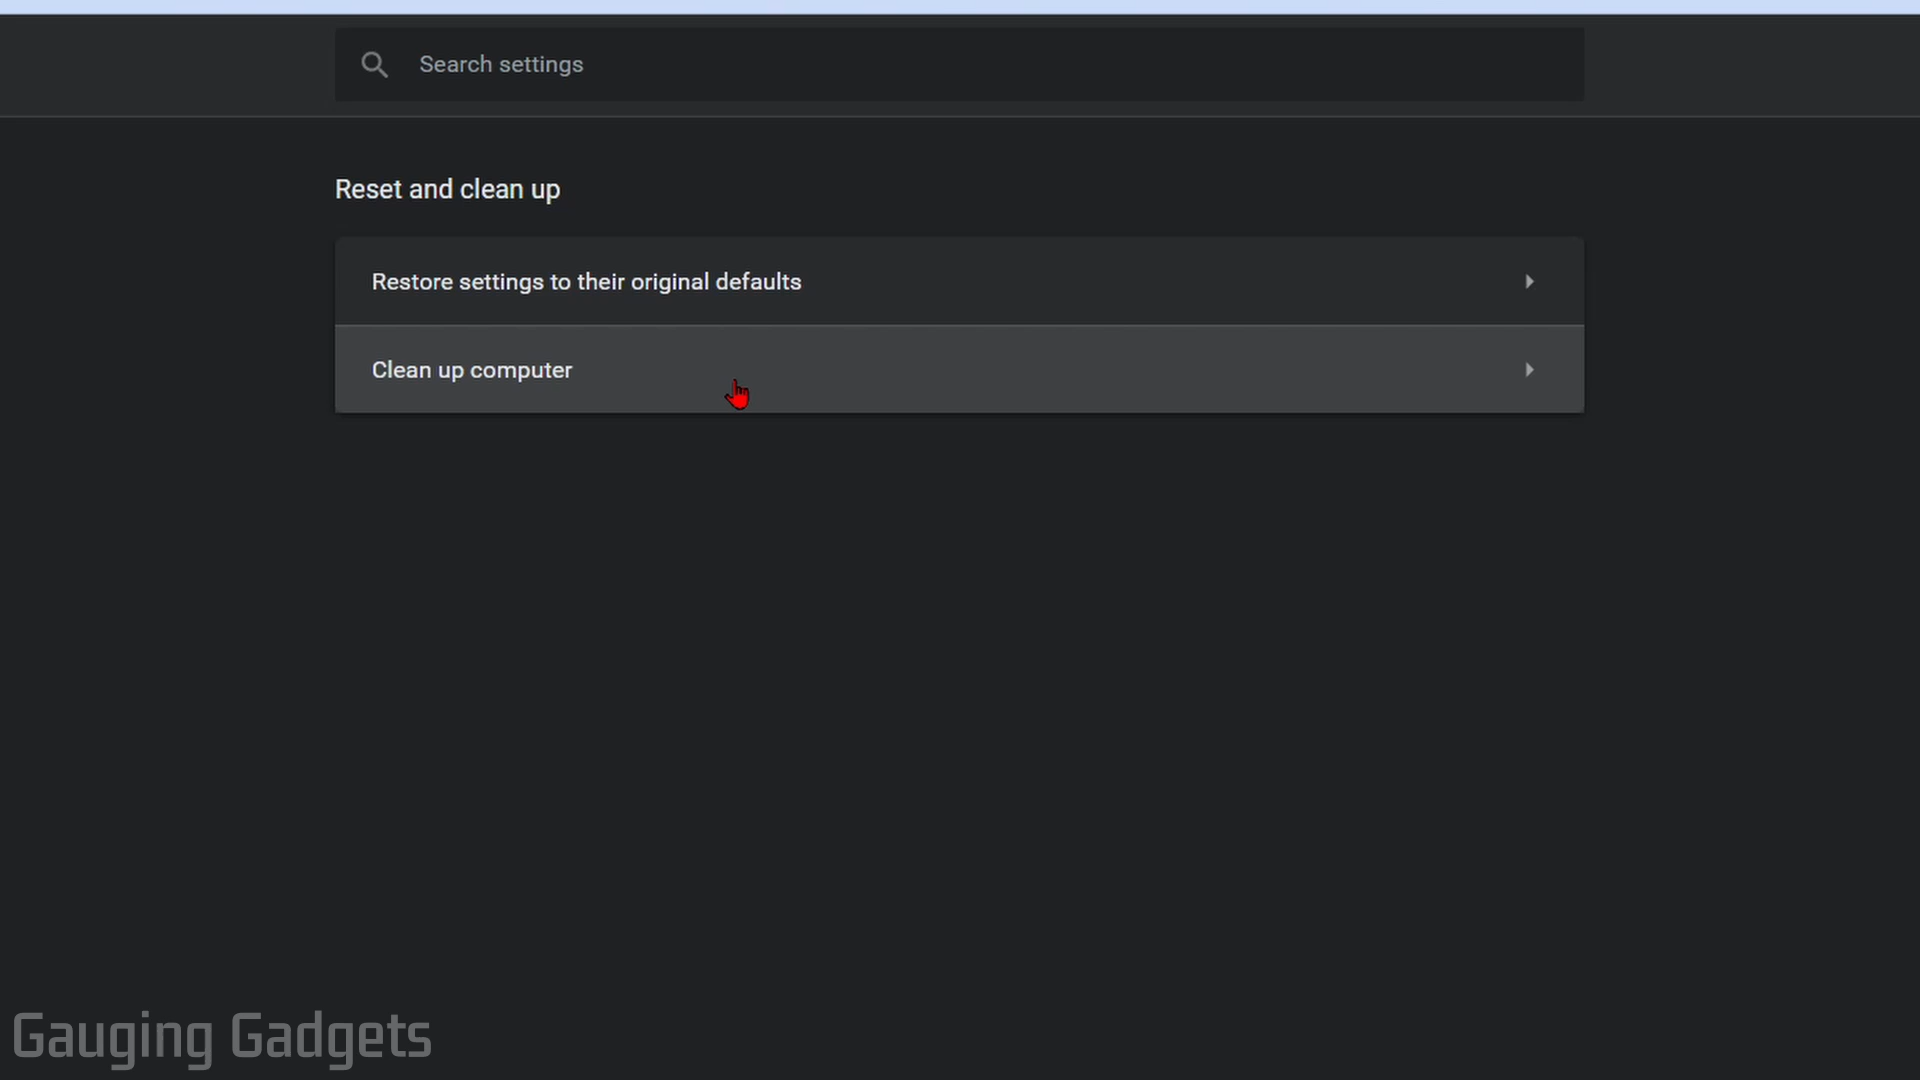 Search settings
Reset and clean up
Restore settings to their original defaults
Clean up computer
Gauging Gadgets